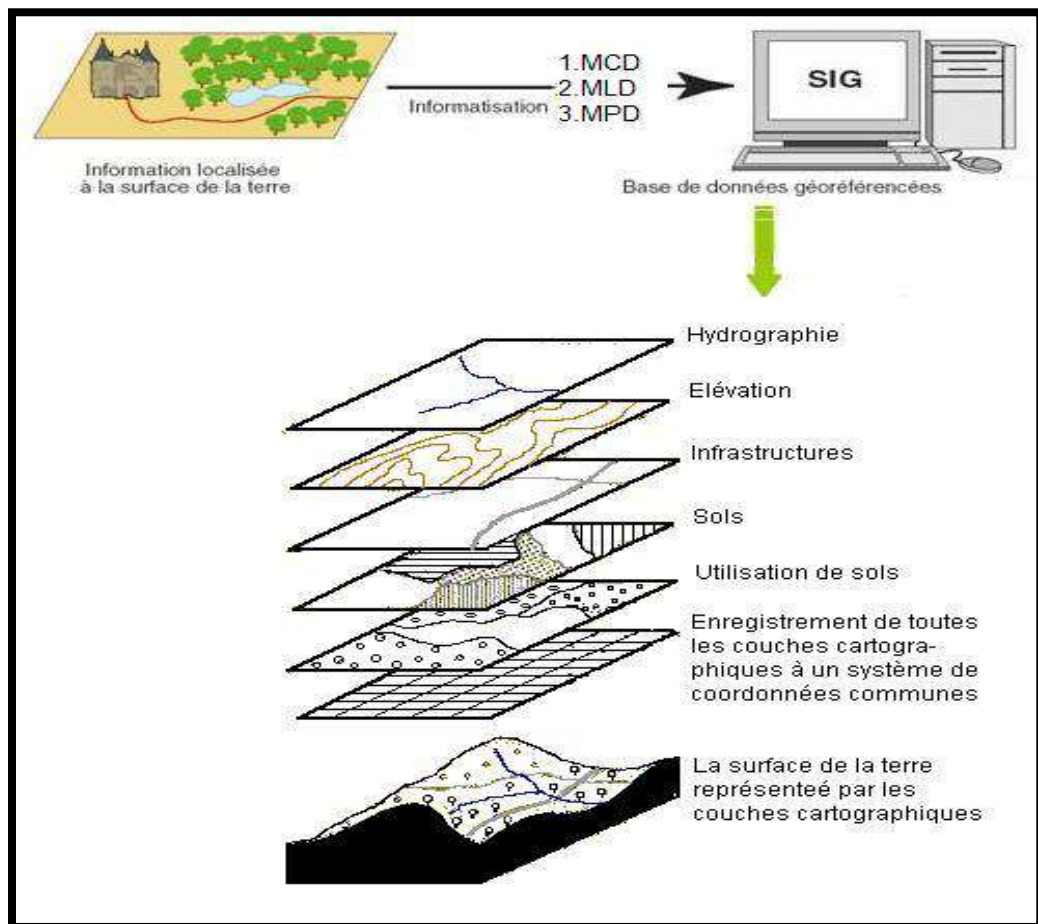 1.MCD
2.MLD
3.MPD
Informatisation
SIG
Information localisée
à la surface de la terre
Base de données géoréférencées
Hydrographie
Elévation
Infrastructures
Sols
Utilisation de sols
Enregistrement de toutes
les couches cartogra-
phiques à un système de
coordonnées communes
La surface de la terre
représenteé par les
couches cartographiques